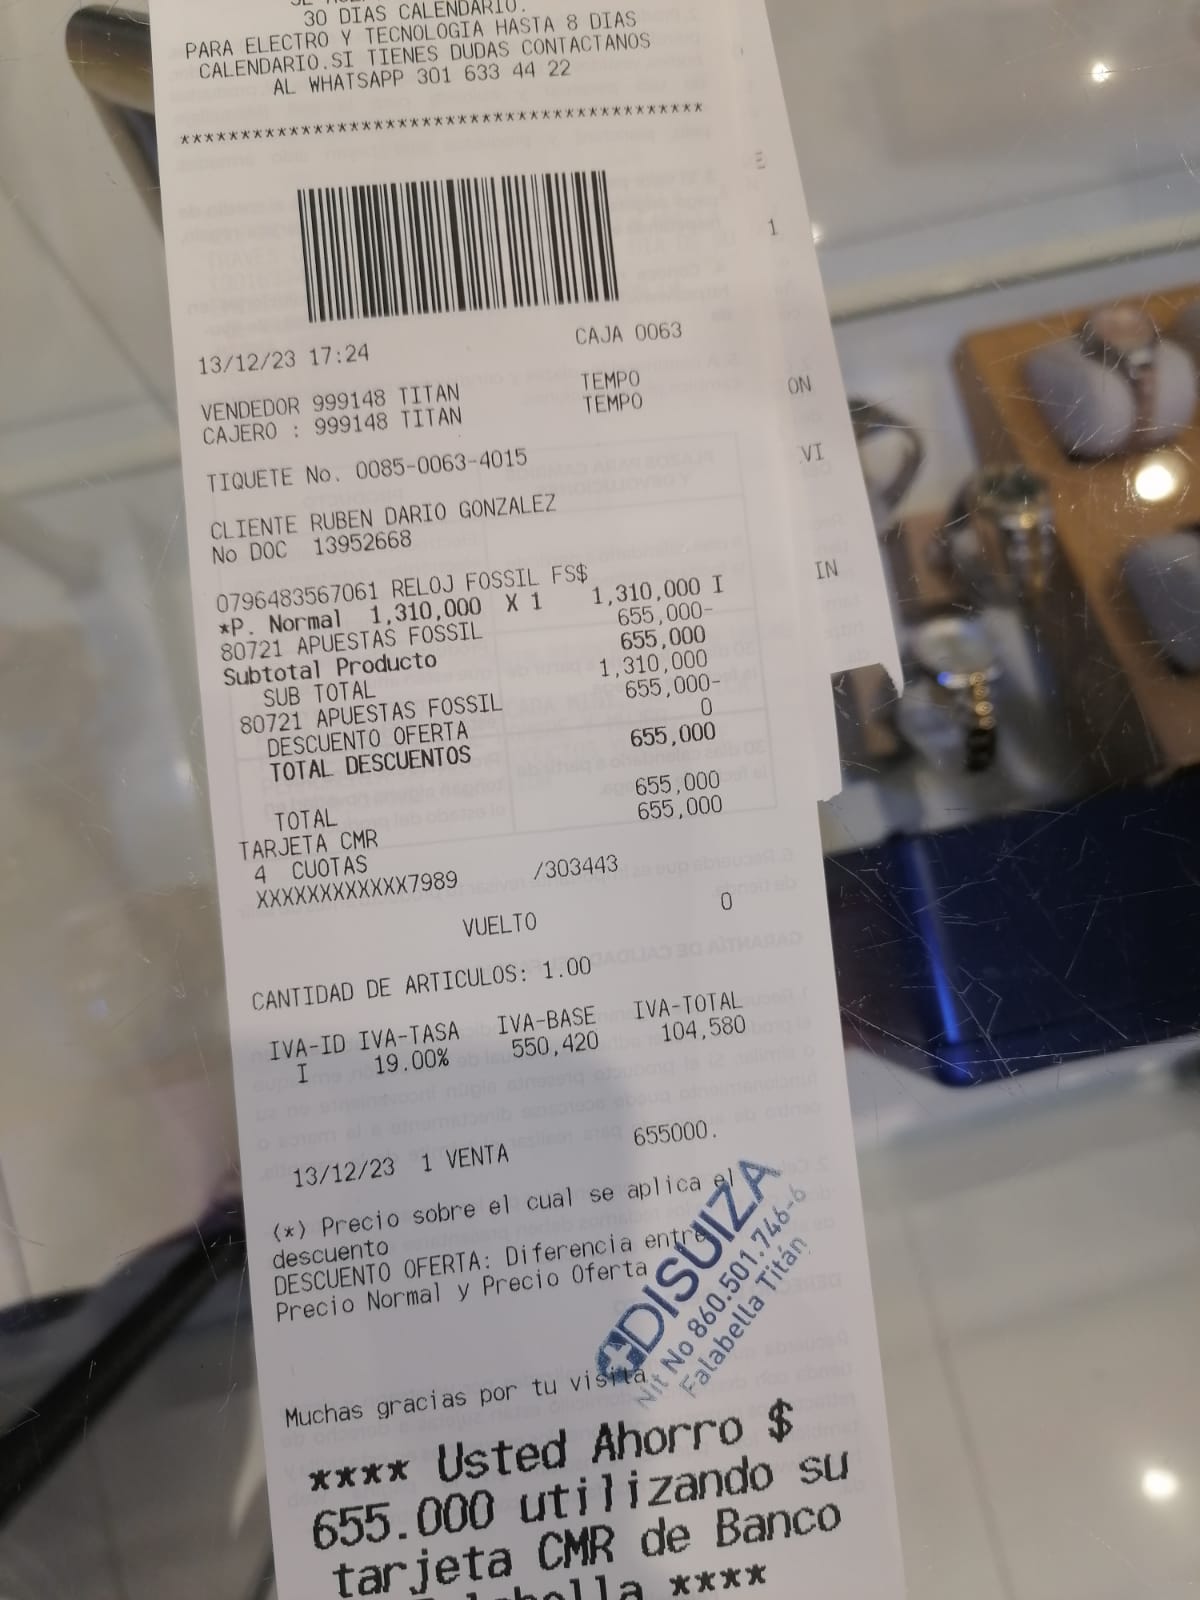 30 DIAS CALENDARIO.
PARA ELECTRO Y TECNOLOGIA HASTA 8 DIAS
CALENDARIO.SI TIENES DUDAS CONTACTANOS
AL WHATSAPP 301 633 44 22
*******************************************
13/12/23 17:24 CAJA 0063
VENDEDOR 999148 TITAN TEMPO
CAJERO : 999148 TITAN TEMPO
TIQUETE No. 0085-0063-4015
CLIENTE RUBEN DARIO GONZALEZ
No DOC 13952668
0796483567061 RELOJ FOSSIL FS$
*P. Normal 1,310,000 X 1 1,310,000 I
80721 APUESTAS FOSSIL 655,000-
Subtotal Producto 655,000
SUB TOTAL 1,310,000
80721 APUESTAS FOSSIL 655,000-
DESCUENTO OFERTA 0
TOTAL DESCUENTOS 655,000
TOTAL 655,000
TARJETA CMR 655,000
4 CUOTAS
XXXXXXXXXXXX7989 /303443
VUELTO 0
CANTIDAD DE ARTICULOS: 1.00
IVA-ID IVA-TASA IVA-BASE IVA-TOTAL
I 19.00% 550,420 104,580
13/12/23 1 VENTA 655000.
(*) Precio sobre el cual se aplica el
descuento
DESCUENTO OFERTA: Diferencia entre
Precio Normal y Precio Oferta
DISUIZA
Nit No 860.501.746-6
Falabella Titán
Muchas gracias por tu visita
**** Usted Ahorro $
655.000 utilizando su
tarjeta CMR de Banco
****
1
ON
VI
IN